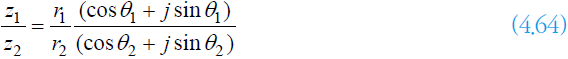 z₁/z₂ = r₁/r₂ (cos θ₁ + j sin θ₁)/(cos θ₂ + j sin θ₂) (4.64)